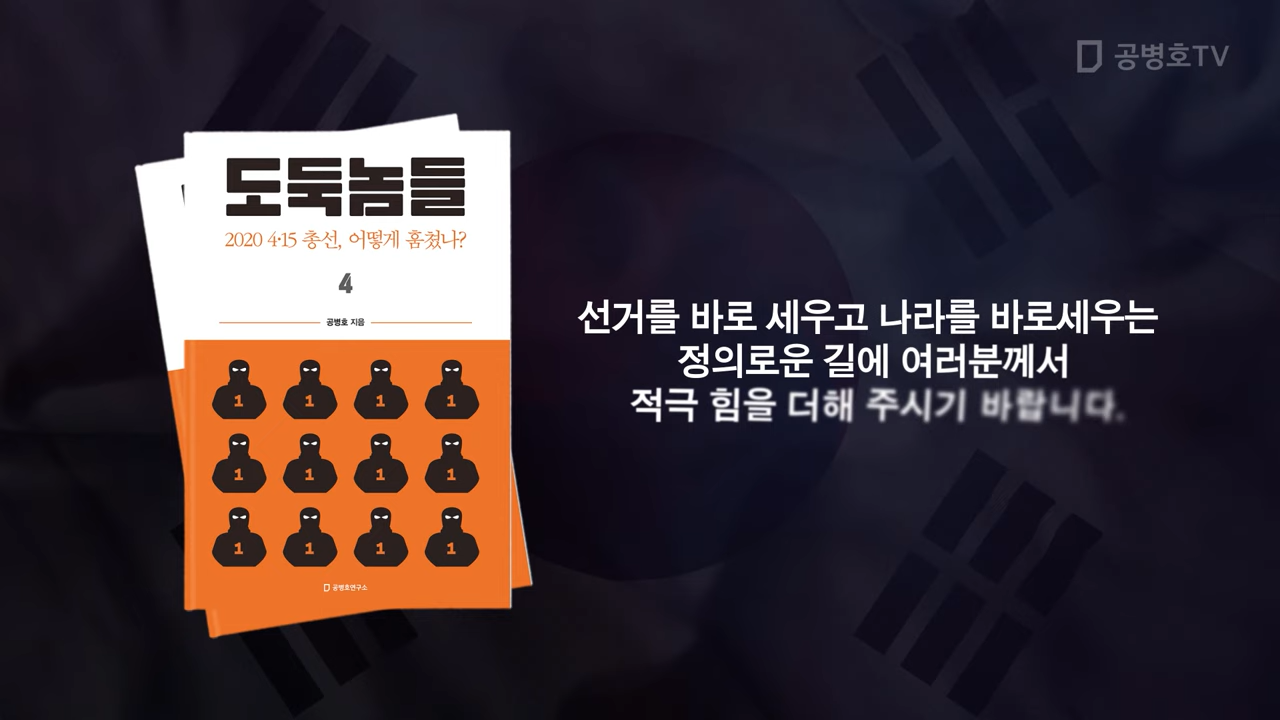 공병호TV
도둑놈들
2020 4·15 총선, 어떻게 훔쳤나?
4
공병호 지음
1 1 1 1
1 1 1 1
1 1 1 1
공병호연구소
선거를 바로 세우고 나라를 바로세우는
정의로운 길에 여러분께서
적극 힘을 더해 주시기 바랍니다.